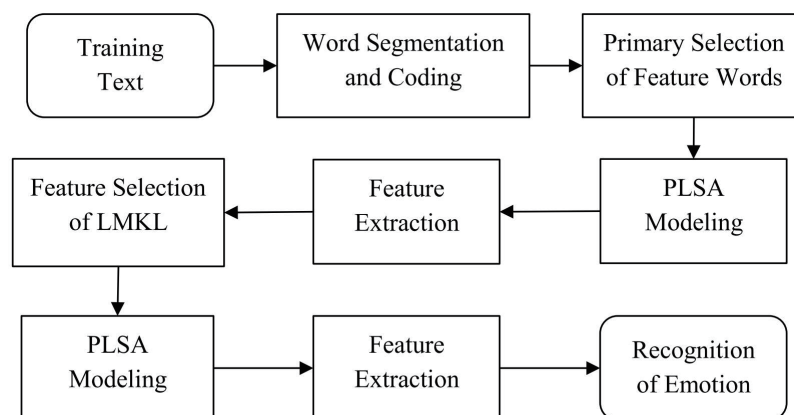 Training
Text
Word Segmentation
and Coding
Primary Selection
of Feature Words
PLSA
Modeling
Feature
Extraction
Feature Selection
of LMKL
PLSA
Modeling
Feature
Extraction
Recognition
of Emotion